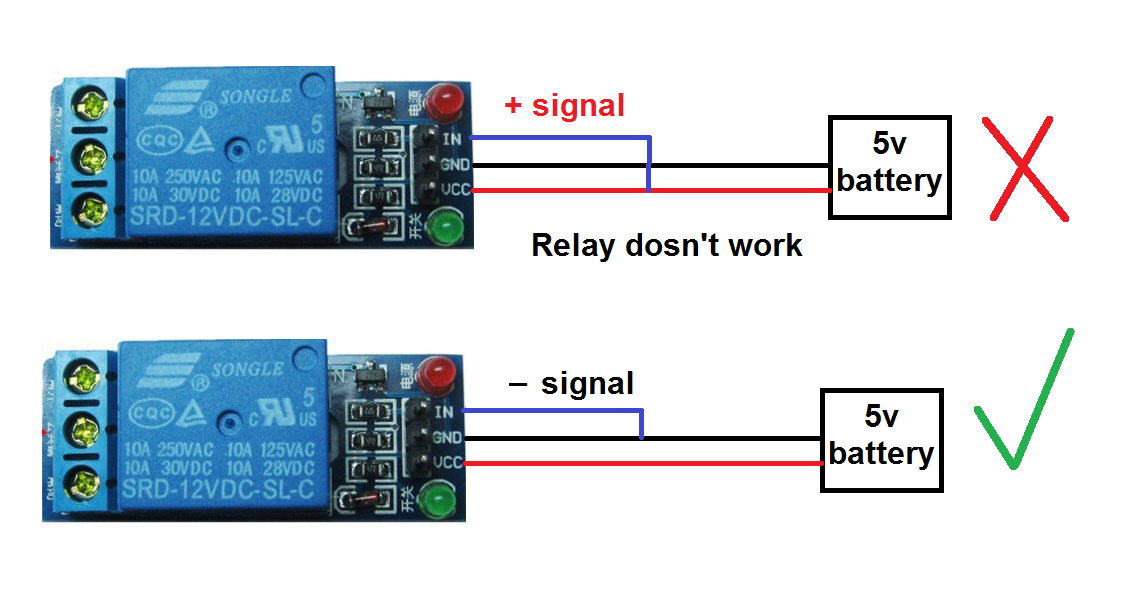 + signal
SONGLE
®
N
电源
CQC
c
US
5
IN
GND
VCC
10A 250VAC 10A 125VAC
10A 30VDC 10A 28VDC
SRD-12VDC-SL-C
开关
5v
battery
Relay dosn't work
– signal
SONGLE
®
N
电源
CQC
c
US
5
IN
GND
VCC
10A 250VAC 10A 125VAC
10A 30VDC 10A 28VDC
SRD-12VDC-SL-C
开关
5v
battery